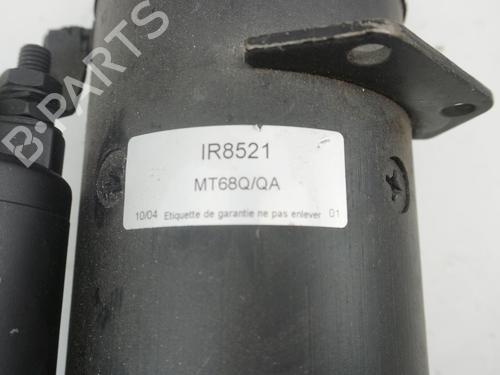 B-PARTS
IR8521
MT68Q/QA
10/04 Etiquette de garantie ne pas enlever 01